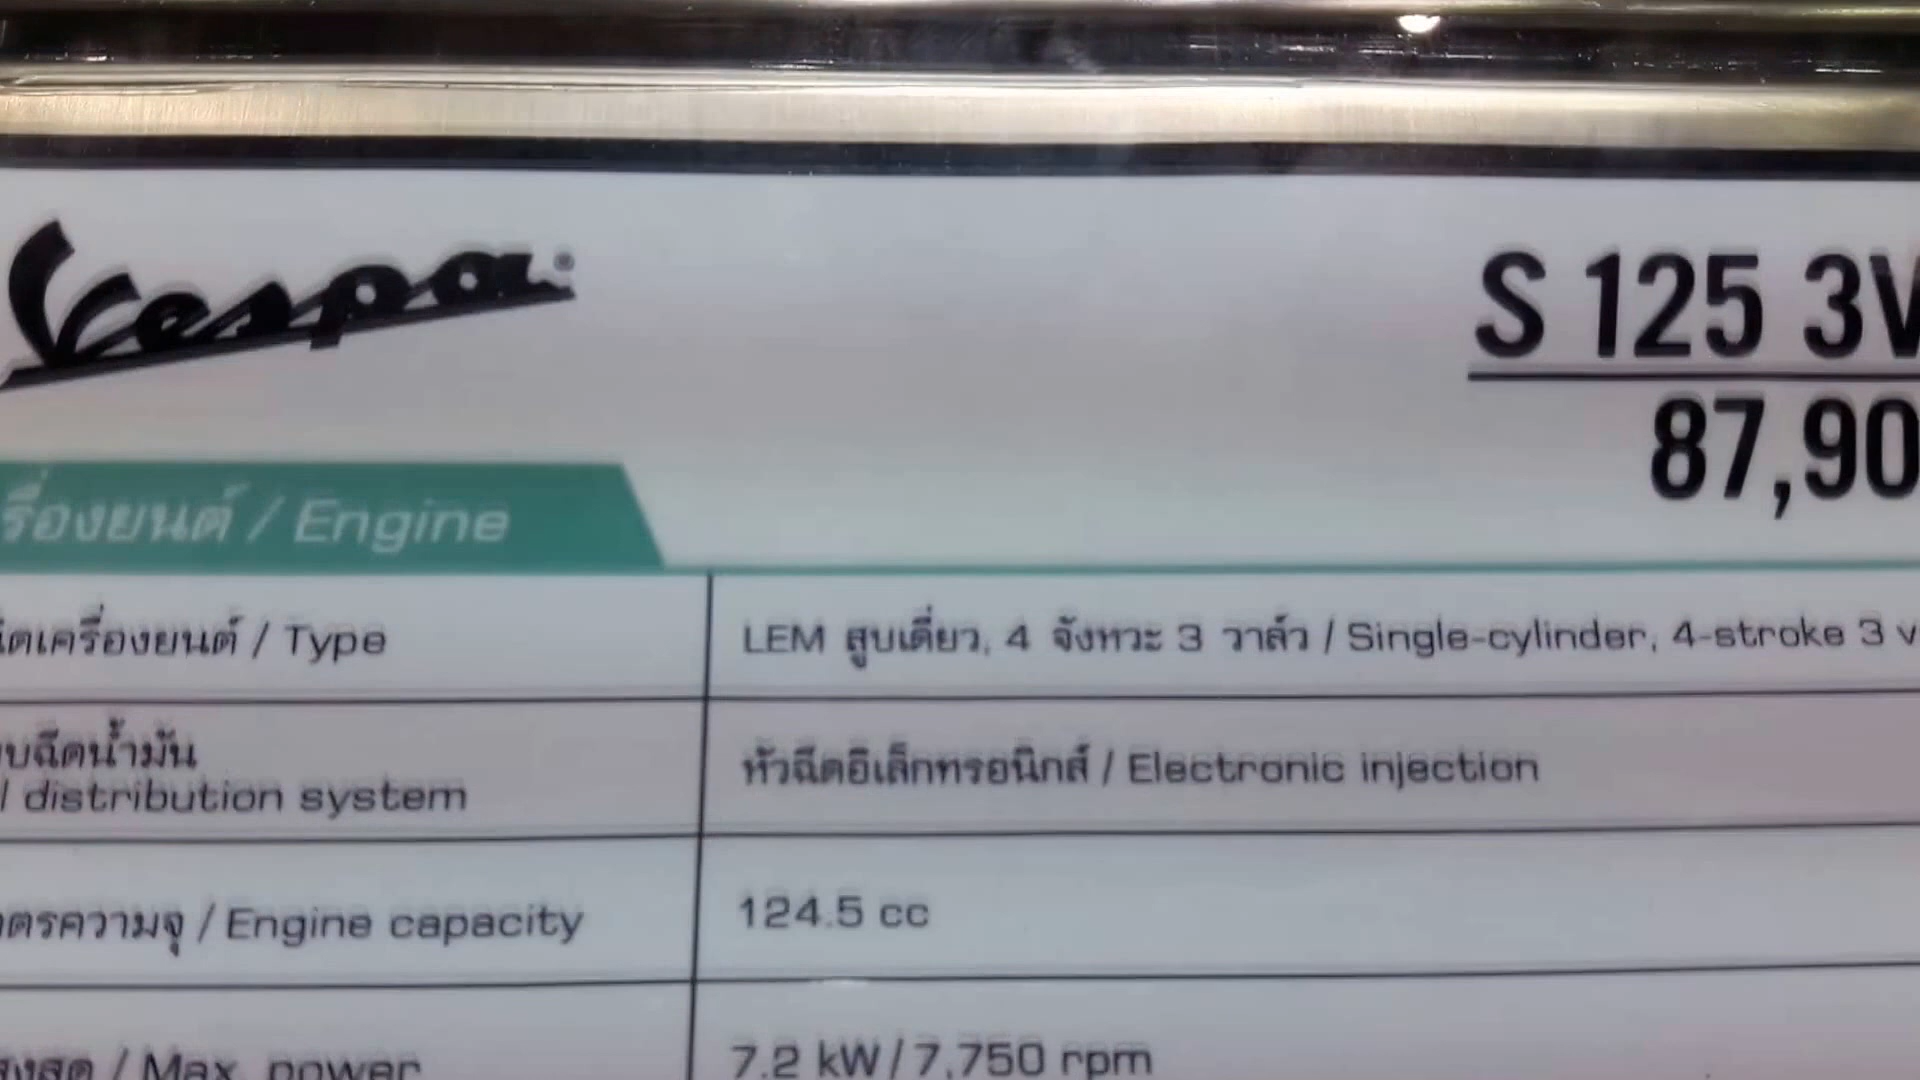 Vespa®
S 125 3V
87,90
รื่องยนต์ / Engine
ดเครื่องยนต์ / Type
LEM สูบเดี่ยว, 4 จังหวะ 3 วาล์ว / Single-cylinder, 4-stroke 3 v
บฉีดน้ำมัน
l distribution system
หัวฉีดอิเล็กทรอนิกส์ / Electronic injection
ตรความจุ / Engine capacity
124.5 cc
สูงสุด / Max. power
7.2 kW / 7,750 rpm